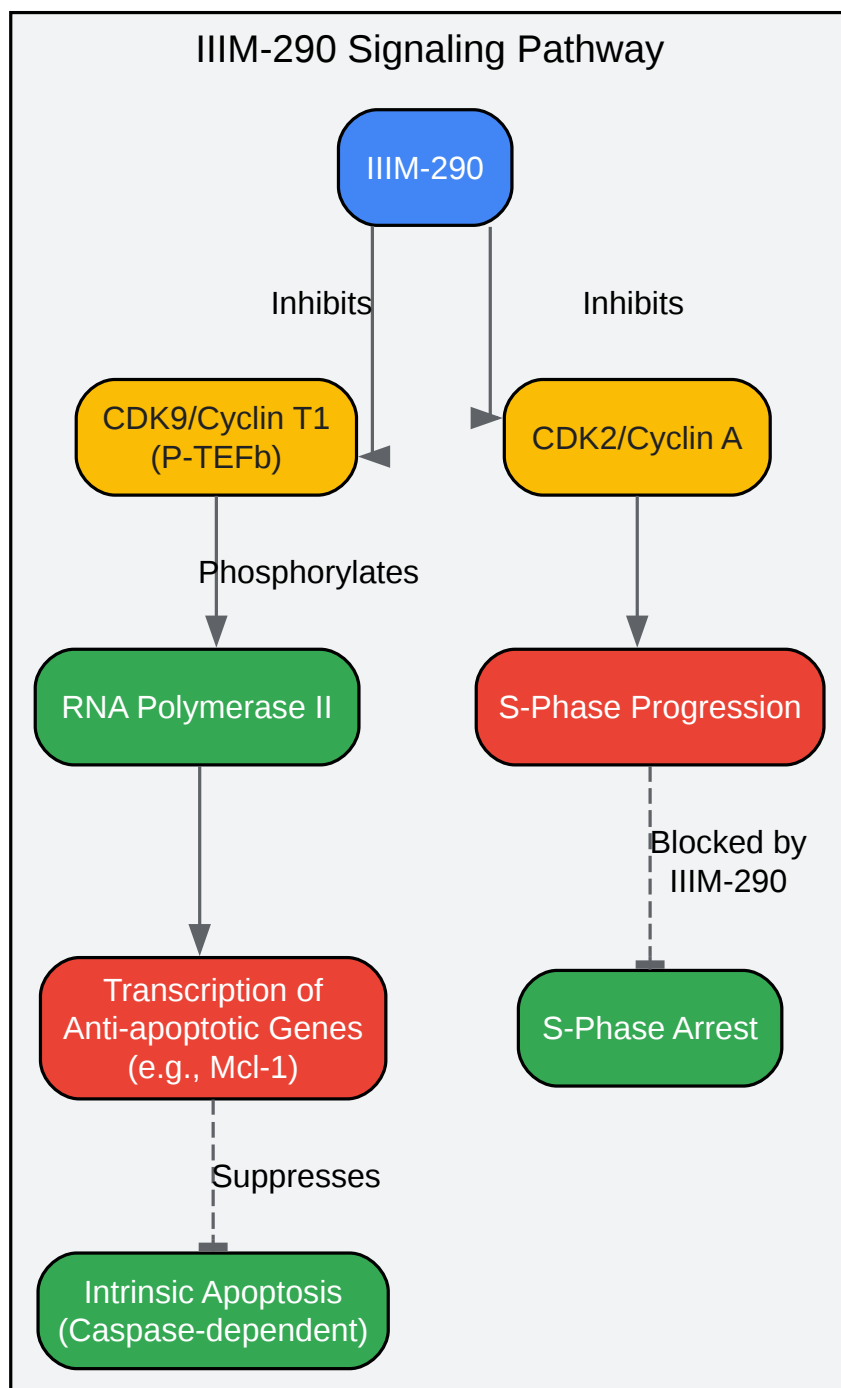 IIIM-290 Signaling Pathway
IIIM-290
Inhibits
Inhibits
CDK9/Cyclin T1
(P-TEFb)
CDK2/Cyclin A
Phosphorylates
RNA Polymerase II
S-Phase Progression
Blocked by
IIIM-290
Transcription of
Anti-apoptotic Genes
(e.g., Mcl-1)
S-Phase Arrest
Suppresses
Intrinsic Apoptosis
(Caspase-dependent)